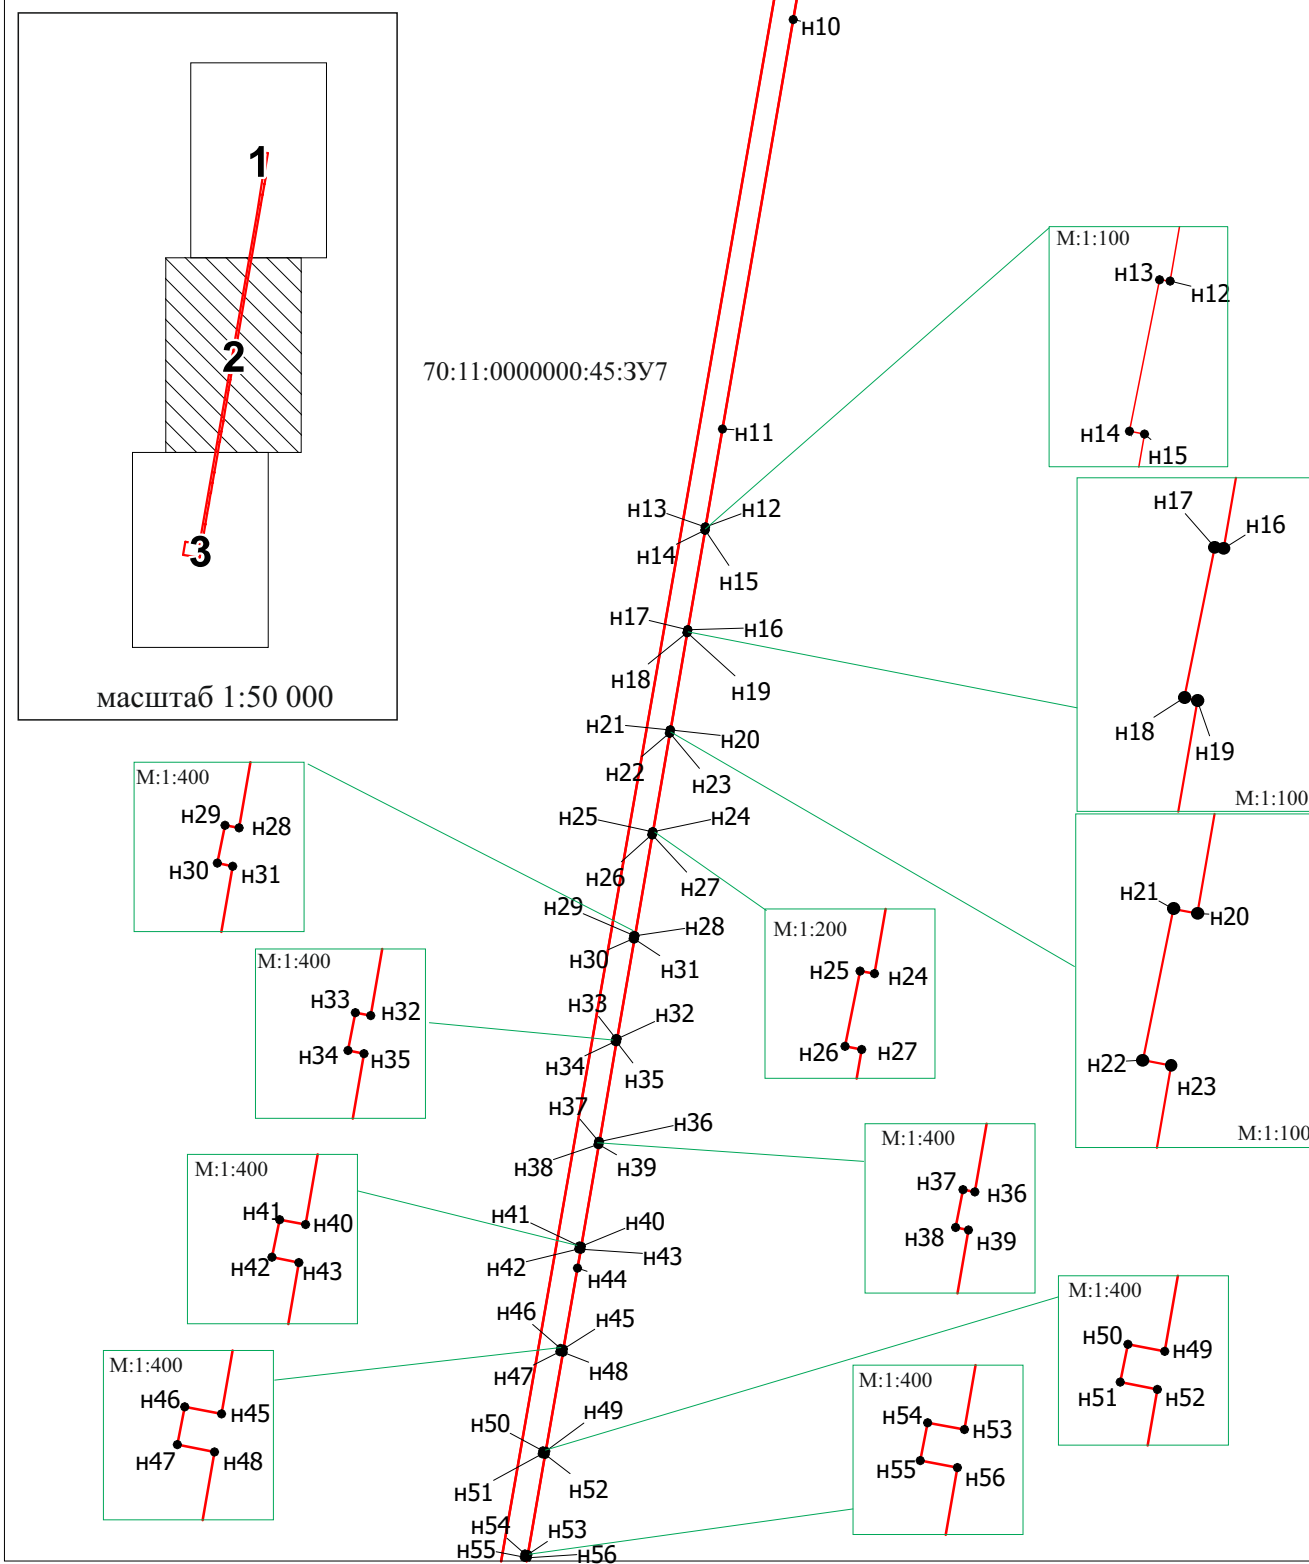 н10
1
М:1:100
н13
н12
н14
н15
2
70:11:0000000:45:ЗУ7
н11
н17
н16
н18
н19
М:1:100
н13
н12
н14
н15
3
н17
н16
н18
н19
масштаб 1:50 000
н21
н20
н22
н23
М:1:400
н29
н28
н30
н31
н25
н24
н26
н27
н21
н20
н22
н23
М:1:100
М:1:200
н25
н24
н26
н27
н29
н28
н30
н31
М:1:400
н33
н32
н34
н35
н33
н32
н34
н35
н37
н36
н38
н39
М:1:400
н37
н36
н38
н39
М:1:400
н41
н40
н42
н43
н41
н40
н42
н43
н44
М:1:400
н50
н49
н51
н52
н46
н45
н47
н48
М:1:400
н46
н45
н47
н48
М:1:400
н54
н53
н55
н56
н50
н49
н51
н52
н54
н53
н55
н56